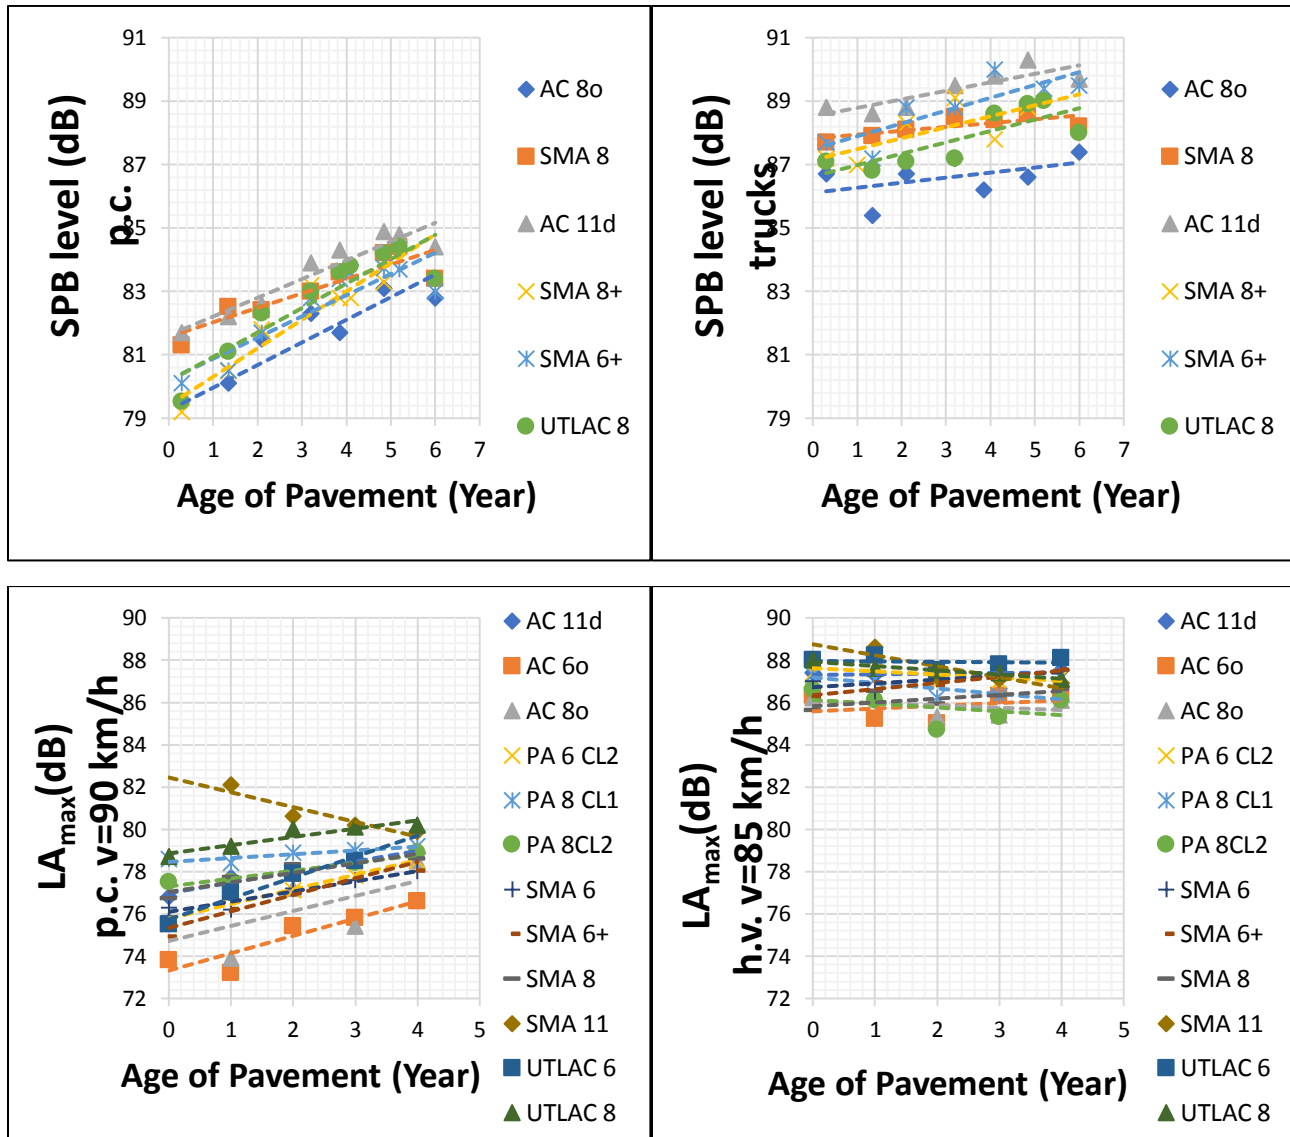 SPB level (dB)
p.c.
91
89
87
85
83
81
79
0 1 2 3 4 5 6 7
Age of Pavement (Year)
AC 8o
SMA 8
AC 11d
SMA 8+
SMA 6+
UTLAC 8
SPB level (dB)
trucks
91
89
87
85
83
81
79
0 1 2 3 4 5 6 7
Age of Pavement (Year)
AC 8o
SMA 8
AC 11d
SMA 8+
SMA 6+
UTLAC 8
LAmax(dB)
p.c. v=90 km/h
90
88
86
84
82
80
78
76
74
72
0 1 2 3 4 5
Age of Pavement (Year)
AC 11d
AC 6o
AC 8o
PA 6 CL2
PA 8 CL1
PA 8CL2
SMA 6
SMA 6+
SMA 8
SMA 11
UTLAC 6
UTLAC 8
LAmax(dB)
h.v. v=85 km/h
90
88
86
84
82
80
78
76
74
72
0 1 2 3 4 5
Age of Pavement (Year)
AC 11d
AC 6o
AC 8o
PA 6 CL2
PA 8 CL1
PA 8CL2
SMA 6
SMA 6+
SMA 8
SMA 11
UTLAC 6
UTLAC 8